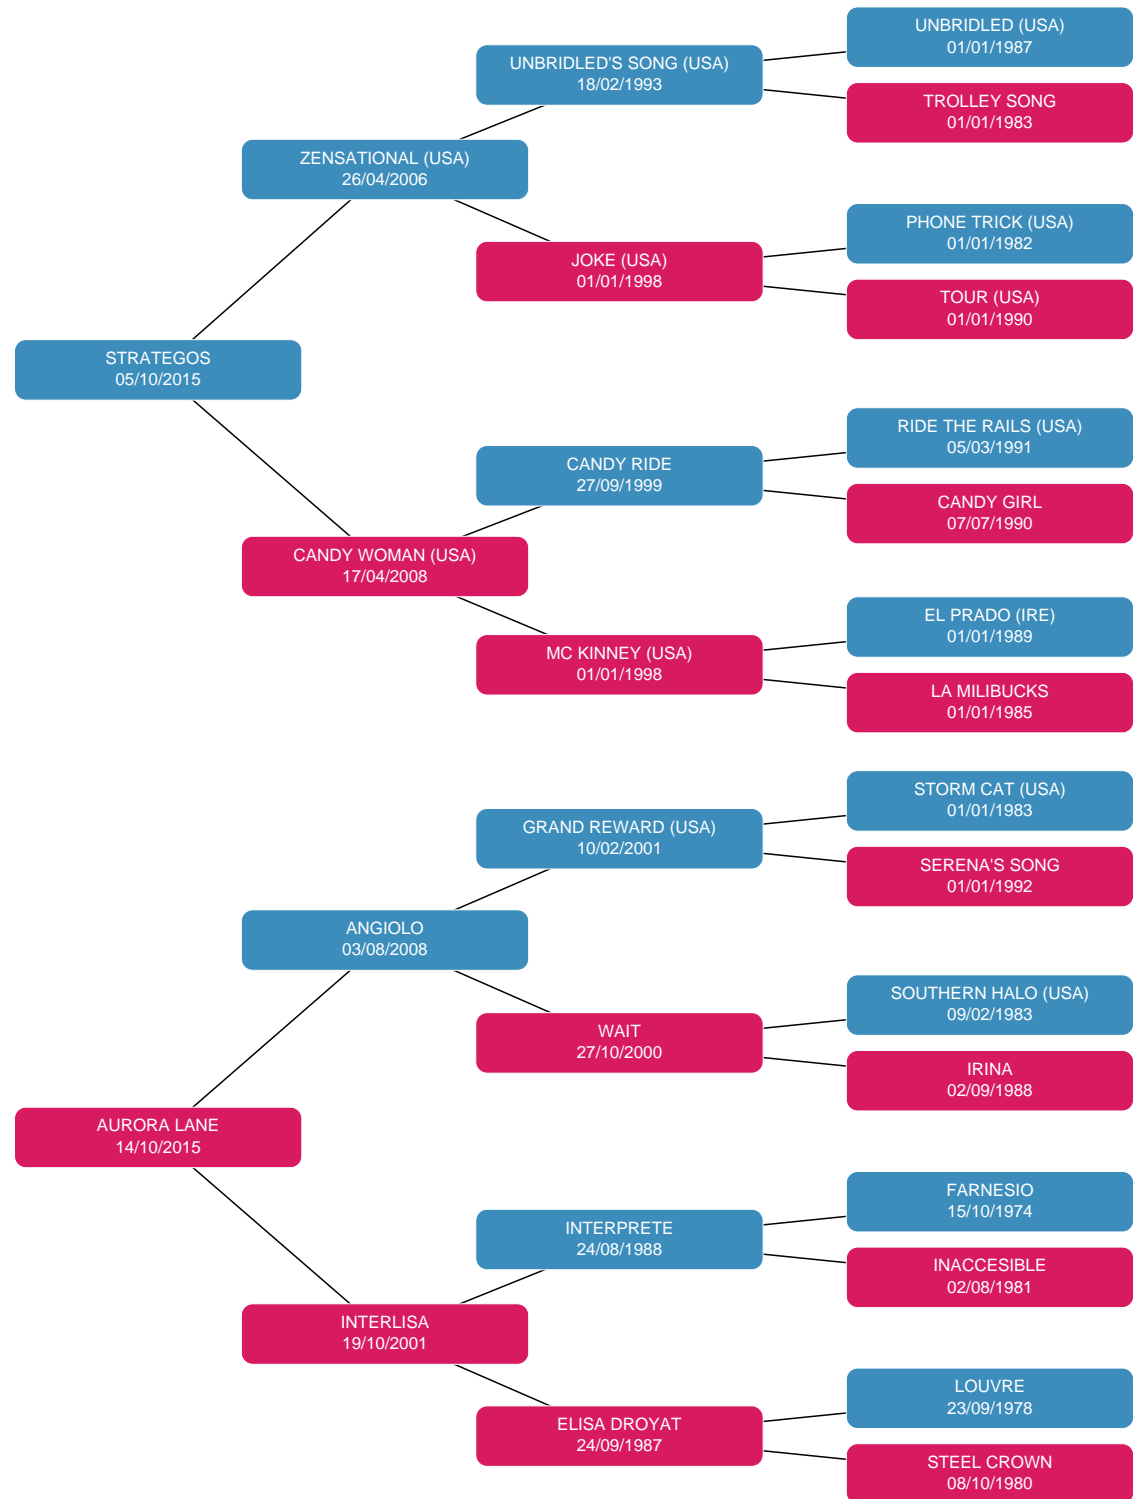 UNBRIDLED (USA)
01/01/1987
UNBRIDLED'S SONG (USA)
18/02/1993
TROLLEY SONG
01/01/1983
ZENSATIONAL (USA)
26/04/2006
PHONE TRICK (USA)
01/01/1982
JOKE (USA)
01/01/1998
TOUR (USA)
01/01/1990
STRATEGOS
05/10/2015
RIDE THE RAILS (USA)
05/03/1991
CANDY RIDE
27/09/1999
CANDY GIRL
07/07/1990
CANDY WOMAN (USA)
17/04/2008
EL PRADO (IRE)
01/01/1989
MC KINNEY (USA)
01/01/1998
LA MILIBUCKS
01/01/1985
STORM CAT (USA)
01/01/1983
GRAND REWARD (USA)
10/02/2001
SERENA'S SONG
01/01/1992
ANGIOLO
03/08/2008
SOUTHERN HALO (USA)
09/02/1983
WAIT
27/10/2000
IRINA
02/09/1988
AURORA LANE
14/10/2015
FARNESIO
15/10/1974
INTERPRETE
24/08/1988
INACCESIBLE
02/08/1981
INTERLISA
19/10/2001
LOUVRE
23/09/1978
ELISA DROYAT
24/09/1987
STEEL CROWN
08/10/1980